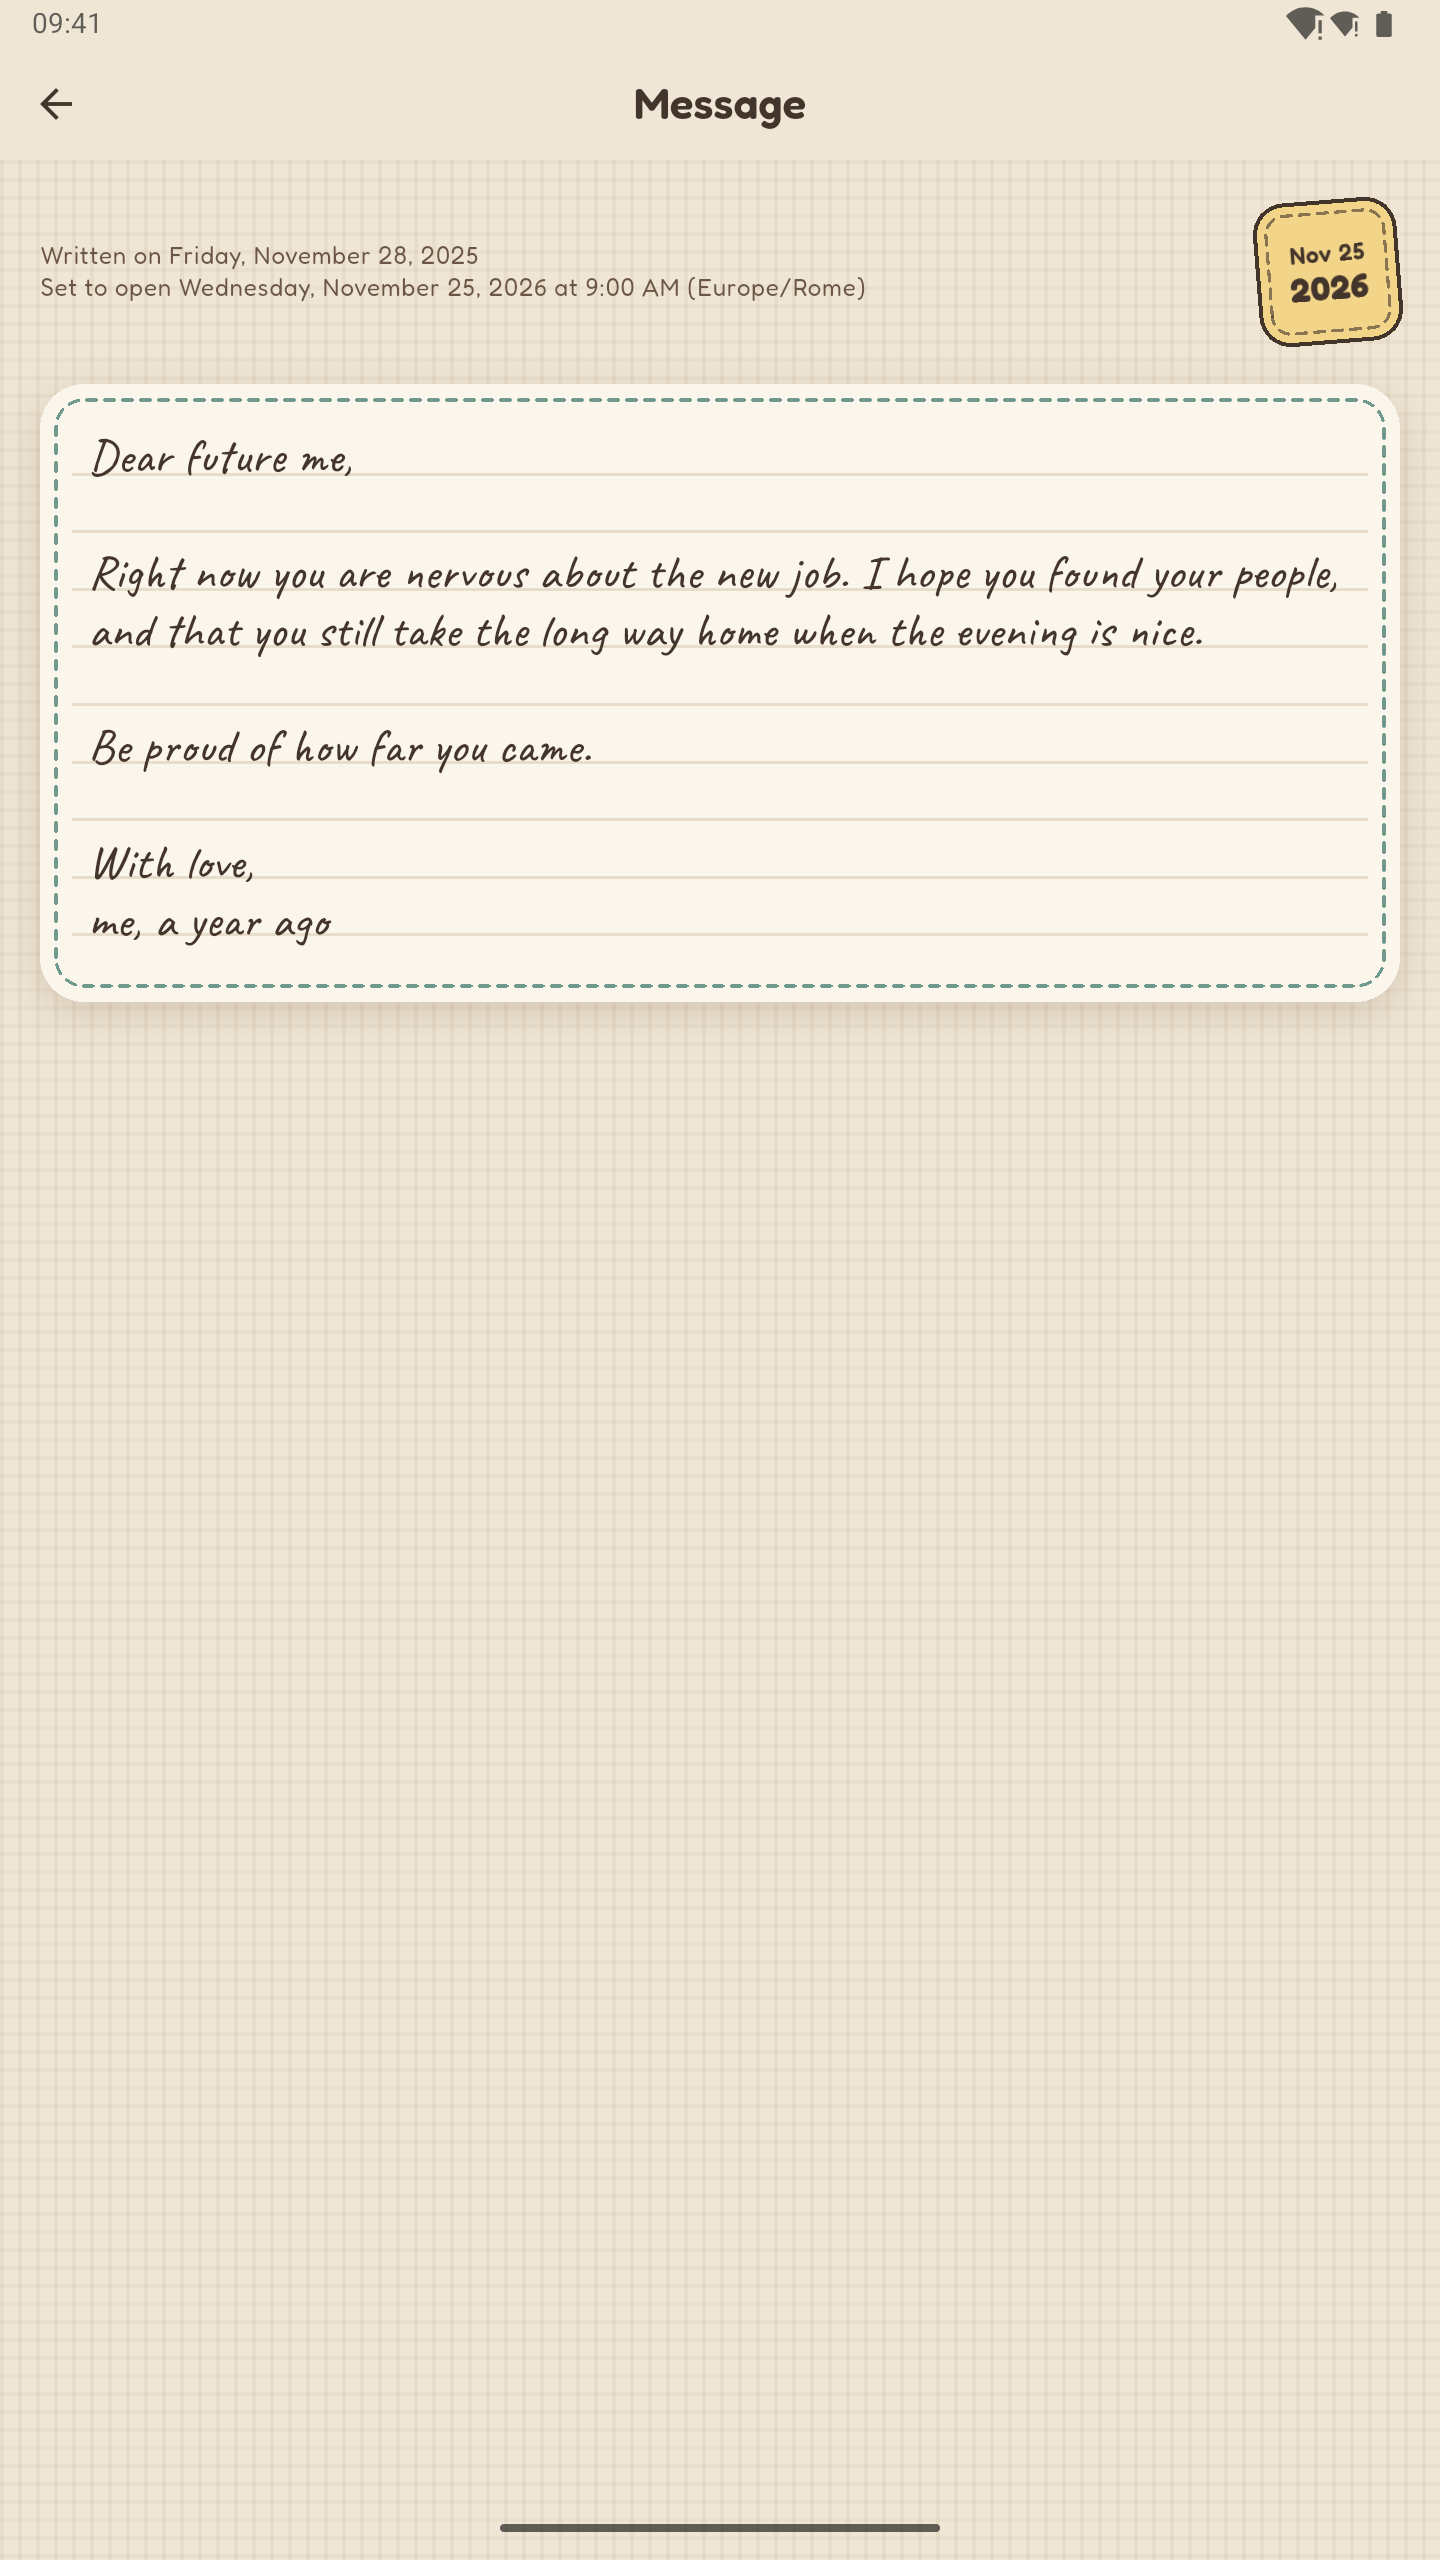 09:41
Message
Written on Friday, November 28, 2025
Set to open Wednesday, November 25, 2026 at 9:00 AM (Europe/Rome)
Nov 25
2026
Dear future me,
Right now you are nervous about the new job. I hope you found your people,
and that you still take the long way home when the evening is nice.
Be proud of how far you came.
With love,
me, a year ago